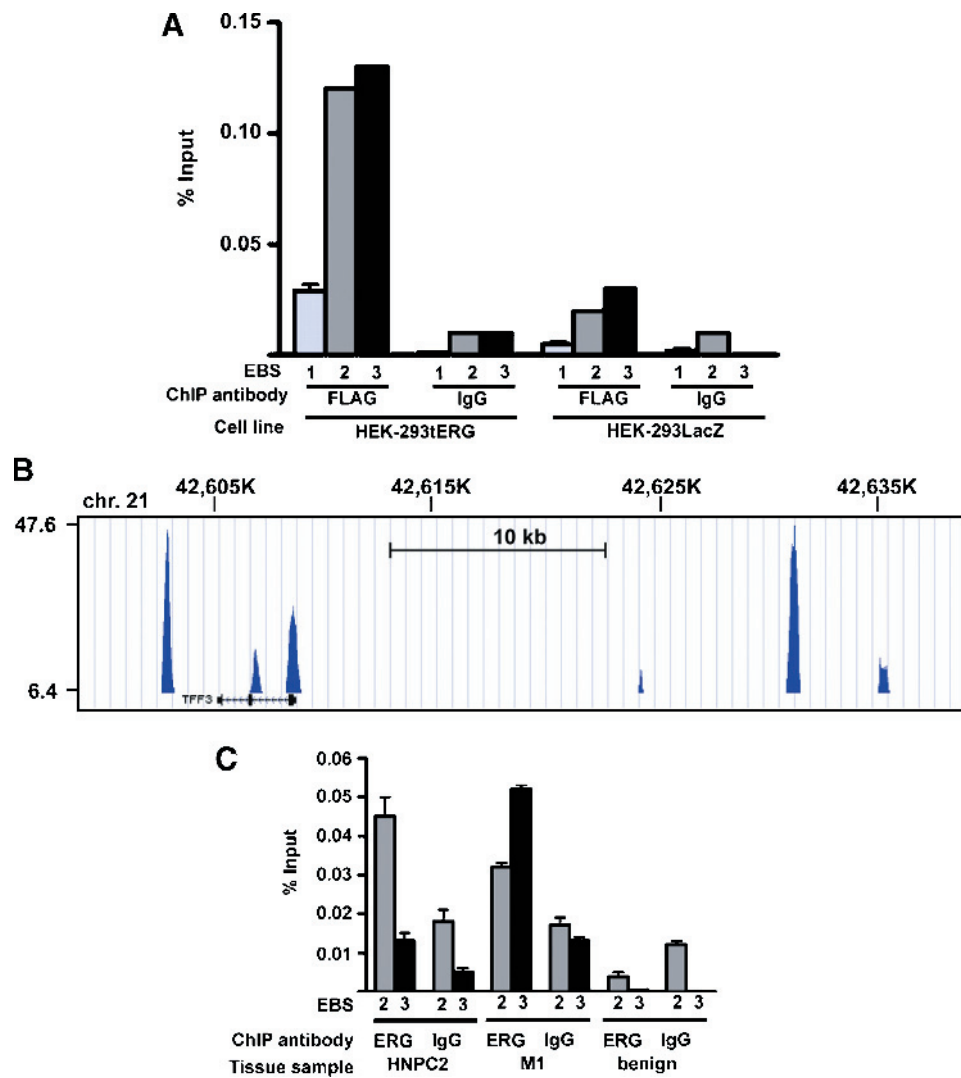 A
0.15
0.10
0.05
% Input
EBS 1 2 3 1 2 3 1 2 3 1 2 3
ChIP antibody FLAG IgG FLAG IgG
Cell line HEK-293tERG HEK-293LacZ
B
chr. 21 42,605K 42,615K 42,625K 42,635K
47.6
10 kb
6.4
TFF3
C
0.06
0.05
0.04
0.03
0.02
0.01
% Input
EBS 2 3 2 3 2 3 2 3 2 3 2 3
ChIP antibody ERG IgG ERG IgG ERG IgG
Tissue sample HNPC2 M1 benign